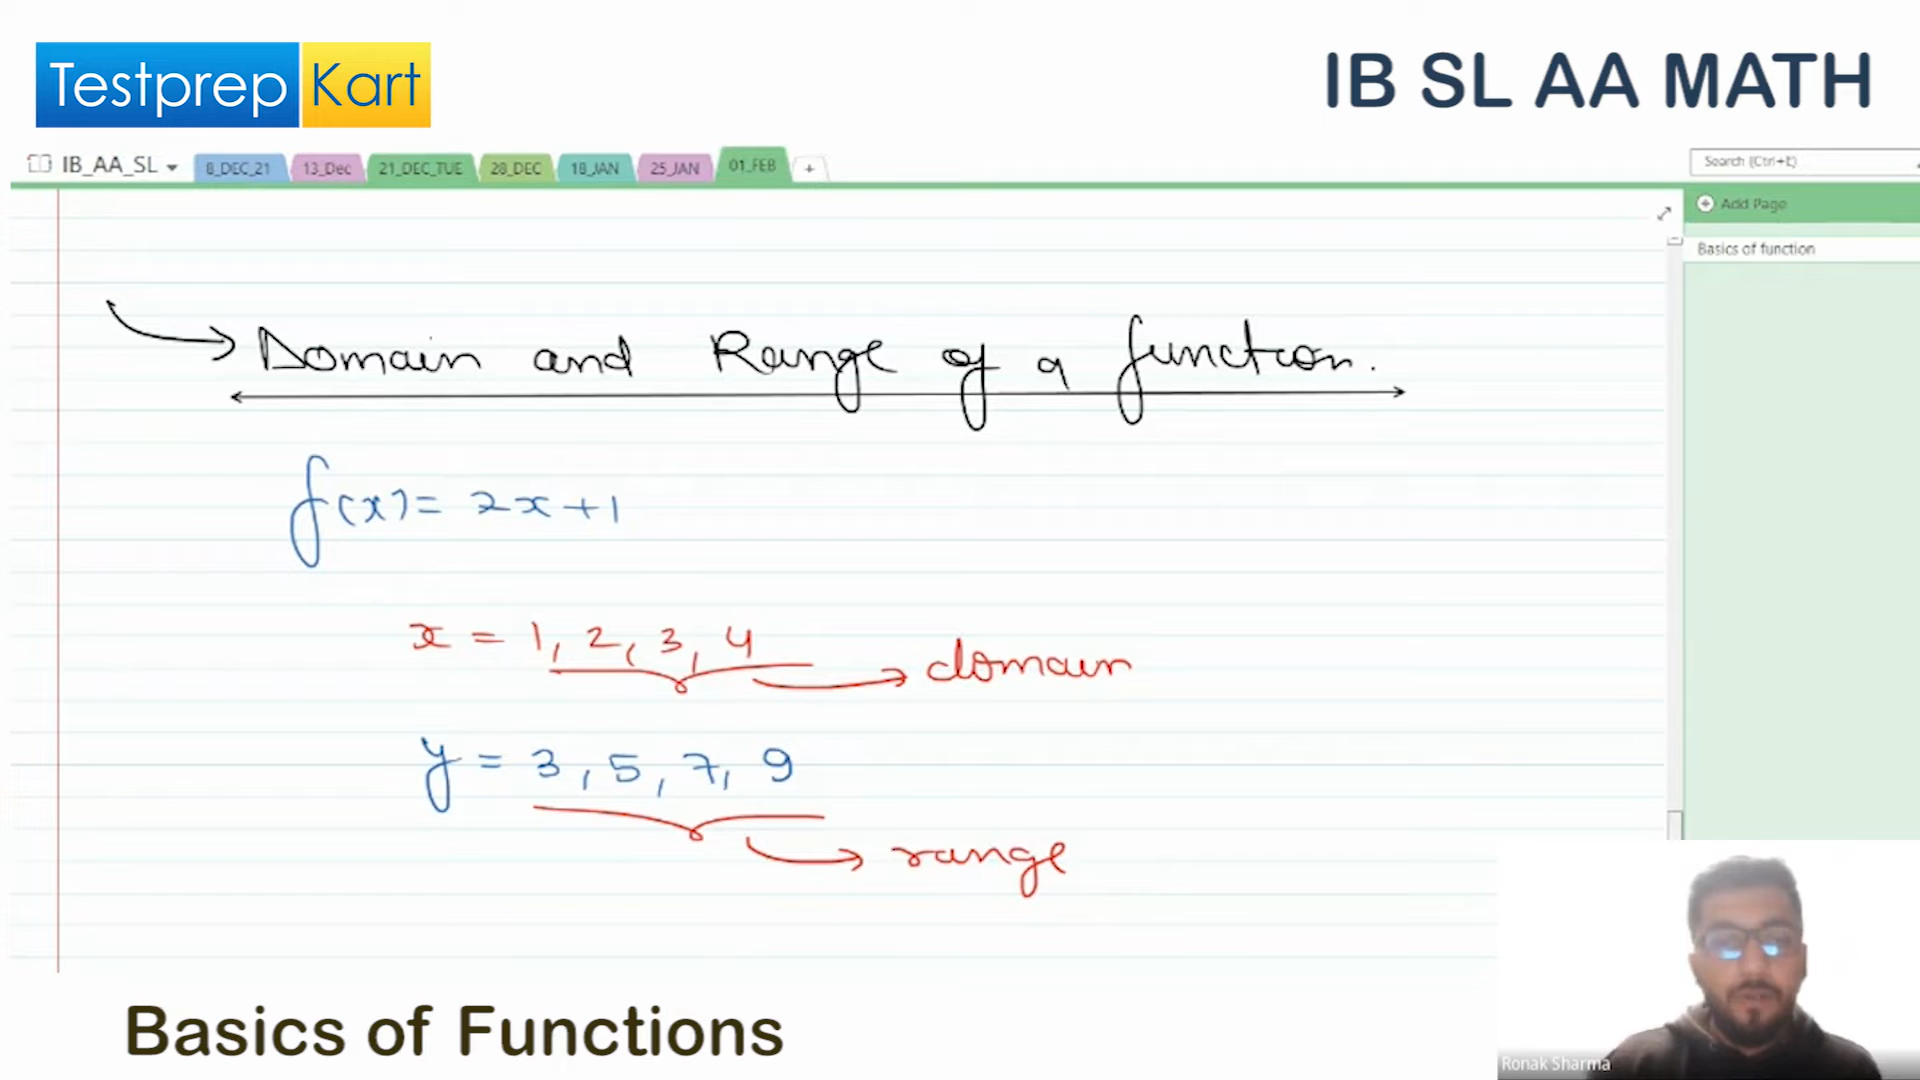 Testprep Kart
IB SL AA MATH
IB_AA_SL
8_DEC_21
13_Dec
21_DEC_TUE
28_DEC
18_JAN
25_JAN
01_FEB
+
Search (Ctrl+E)
Add Page
Basics of function
Domain and Range of a function.
f(x) = 2x+1
x = 1, 2, 3, 4 → domain
y = 3, 5, 7, 9
→ range
Basics of Functions
Ronak Sharma